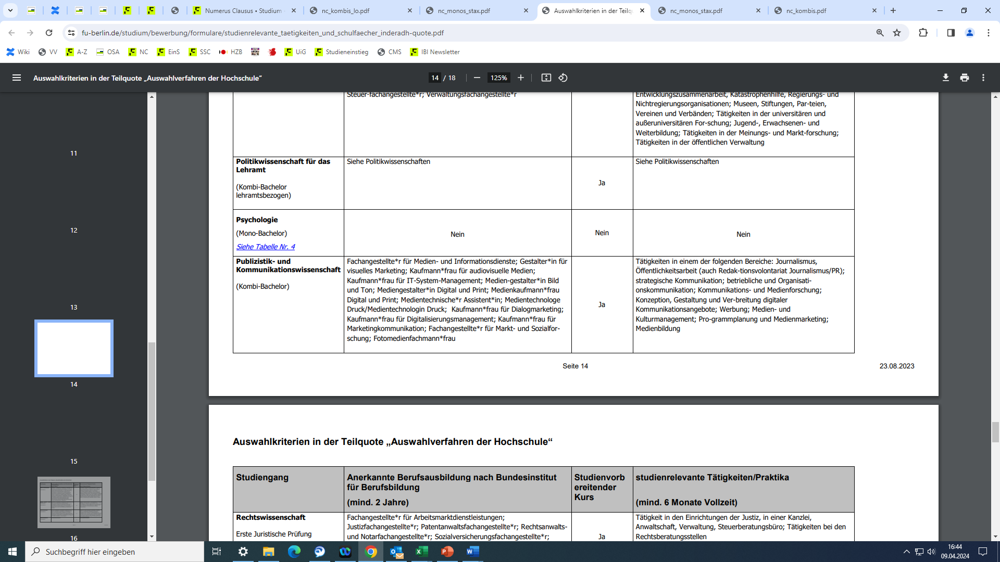 Numerus Clausus • Studium
nc_kombis_lo.pdf
nc_monos_stax.pdf
Auswahlkriterien in der Teilq
nc_monos_stax.pdf
nc_kombis.pdf
fu-berlin.de/studium/bewerbung/formulare/studienrelevante_taetigkeiten_und_schulfaecher_inderadh-quote.pdf
Wiki
VV
A-Z
OSA
NC
EinS
SSC
HZB
UiG
Studieneinstieg
CMS
IBI Newsletter
Auswahlkriterien in der Teilquote „Auswahlverfahren der Hochschule“
14 / 18
125%
11
12
13
14
15
16
Steuer-fachangestellte*r; Verwaltungsfachangestellte*r
Entwicklungszusammenarbeit, Katastrophenhilfe, Regierungs- und
Nichtregierungsorganisationen; Museen, Stiftungen, Par-teien,
Vereinen und Verbänden; Tätigkeiten in der universitären und
außeruniversitären For-schung; Jugend-, Erwachsenen- und
Weiterbildung; Tätigkeiten in der Meinungs- und Markt-forschung;
Tätigkeiten in der öffentlichen Verwaltung
Politikwissenschaft für das
Lehramt
(Kombi-Bachelor
lehramtsbezogen)
Siehe Politikwissenschaften
Ja
Siehe Politikwissenschaften
Psychologie
(Mono-Bachelor)
Siehe Tabelle Nr. 4
Nein
Nein
Nein
Publizistik- und
Kommunikationswissenschaft
(Kombi-Bachelor)
Fachangestellte*r für Medien- und Informationsdienste; Gestalter*in für
visuelles Marketing; Kaufmann*frau für audiovisuelle Medien;
Kaufmann*frau für IT-System-Management; Medien-gestalter*in Bild
und Ton; Mediengestalter*in Digital und Print; Medienkaufmann*frau
Digital und Print; Medientechnische*r Assistent*in; Medientechnologe
Druck/Medientechnologin Druck;  Kaufmann*frau für Dialogmarketing;
Kaufmann*frau für Digitalisierungsmanagement; Kaufmann*frau für
Marketingkommunikation; Fachangestellte*r für Markt- und Sozialfor-
schung; Fotomedienfachmann*frau
Ja
Tätigkeiten in einem der folgenden Bereiche: Journalismus,
Öffentlichkeitsarbeit (auch Redak-tionsvolontariat Journalismus/PR);
strategische Kommunikation; betriebliche und Organisati-
onskommunikation; Kommunikations- und Medienforschung;
Konzeption, Gestaltung und Ver-breitung digitaler
Kommunikationsangebote; Werbung; Medien- und
Kulturmanagement; Pro-grammplanung und Medienmarketing;
Medienbildung
Seite 14
23.08.2023
Auswahlkriterien in der Teilquote „Auswahlverfahren der Hochschule“
Studiengang
Anerkannte Berufsausbildung nach Bundesinstitut
für Berufsbildung
(mind. 2 Jahre)
Studienvorb
ereitender
Kurs
studienrelevante Tätigkeiten/Praktika
(mind. 6 Monate Vollzeit)
Rechtswissenschaft
Erste Juristische Prüfung
Fachangestellte*r für Arbeitsmarktdienstleistungen;
Justizfachangestellte*r; Patentanwaltsfachangestellte*r; Rechtsanwalts-
und Notarfachangestellte*r; Sozialversicherungsfachangestellte*r;
Ja
Tätigkeit in den Einrichtungen der Justiz, in einer Kanzlei,
Anwaltschaft, Verwaltung, Steuerberatungsbüro; Tätigkeiten bei den
Rechtsberatungsstellen
Suchbegriff hier eingeben
16:44
09.04.2024